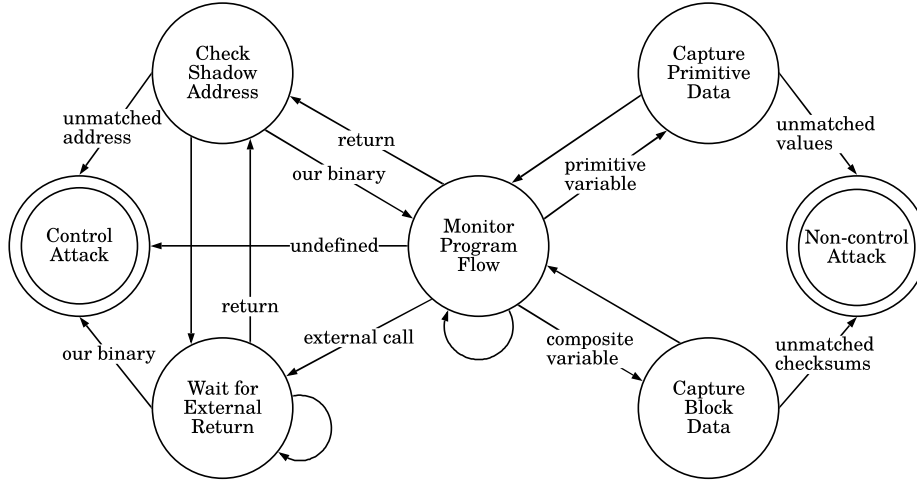 Check
Shadow
Address
Capture
Primitive
Data
unmatched
address
return
our binary
primitive
variable
unmatched
values
Control
Attack
undefined
Monitor
Program
Flow
Non-control
Attack
return
external call
our binary
composite
variable
unmatched
checksums
Wait for
External
Return
Capture
Block
Data